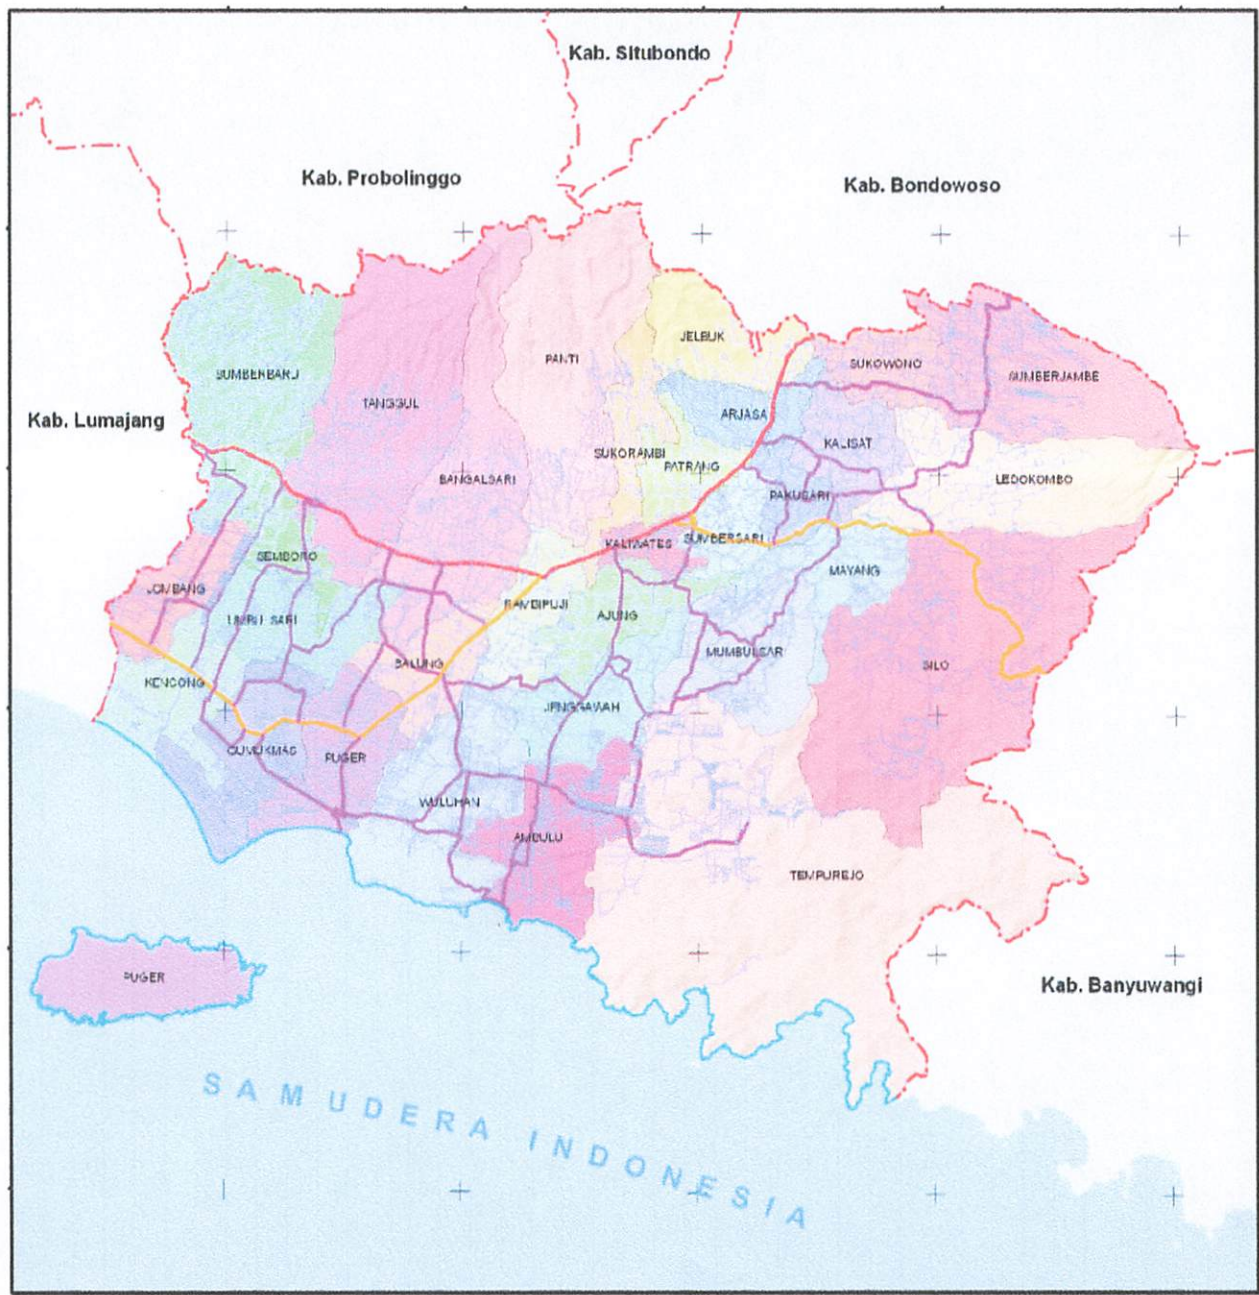 Kab. Situbondo
Kab. Probolinggo
Kab. Bondowoso
JELBUK
PANTI
SUKOWONO
SUMBERBARU
SUMBERJAMBE
TANGGUL
ARJASA
Kab. Lumajang
KALISAT
SUKORAMBI
PATRANG
BANGALSARI
LEDOKOMBO
PAKUSARI
KALIWATES
SUMBERSARI
SEMBORO
MAYANG
JOMBANG
RAMBIPUJI
AJUNG
UMBULSARI
MUMBULSARI
BALUNG
SILO
KENCONG
JENGGAWAH
GUMUKMAS
PUGER
WULUHAN
AMBULU
TEMPUREJO
PUGER
Kab. Banyuwangi
SAMUDERA INDONESIA